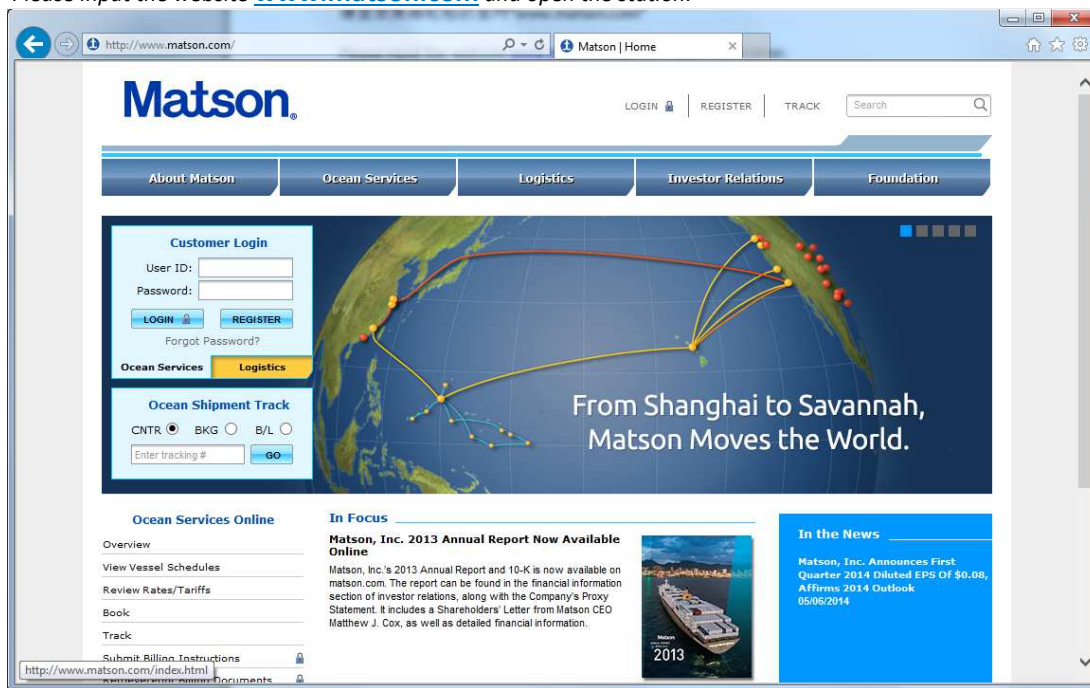 Please input the website www.matson.com and open the station.
http://www.matson.com/
Matson | Home
Matson
LOGIN
REGISTER
TRACK
Search
About Matson
Ocean Services
Logistics
Investor Relations
Foundation
Customer Login
User ID:
Password:
LOGIN
REGISTER
Forgot Password?
Ocean Services
Logistics
Ocean Shipment Track
CNTR
BKG
B/L
Enter tracking #
GO
From Shanghai to Savannah,
Matson Moves the World.
Ocean Services Online
Overview
View Vessel Schedules
Review Rates/Tariffs
Book
Track
Submit Billing Instructions
http://www.matson.com/index.html
In Focus
Matson, Inc. 2013 Annual Report Now Available
Online
Matson, Inc.'s 2013 Annual Report and 10-K is now available on
matson.com. The report can be found in the financial information
section of investor relations, along with the Company's Proxy
Statement. It includes a Shareholders' Letter from Matson CEO
Matthew J. Cox, as well as detailed financial information.
Matson
2013
In the News
Matson, Inc. Announces First
Quarter 2014 Diluted EPS Of $0.08,
Affirms 2014 Outlook
05/06/2014